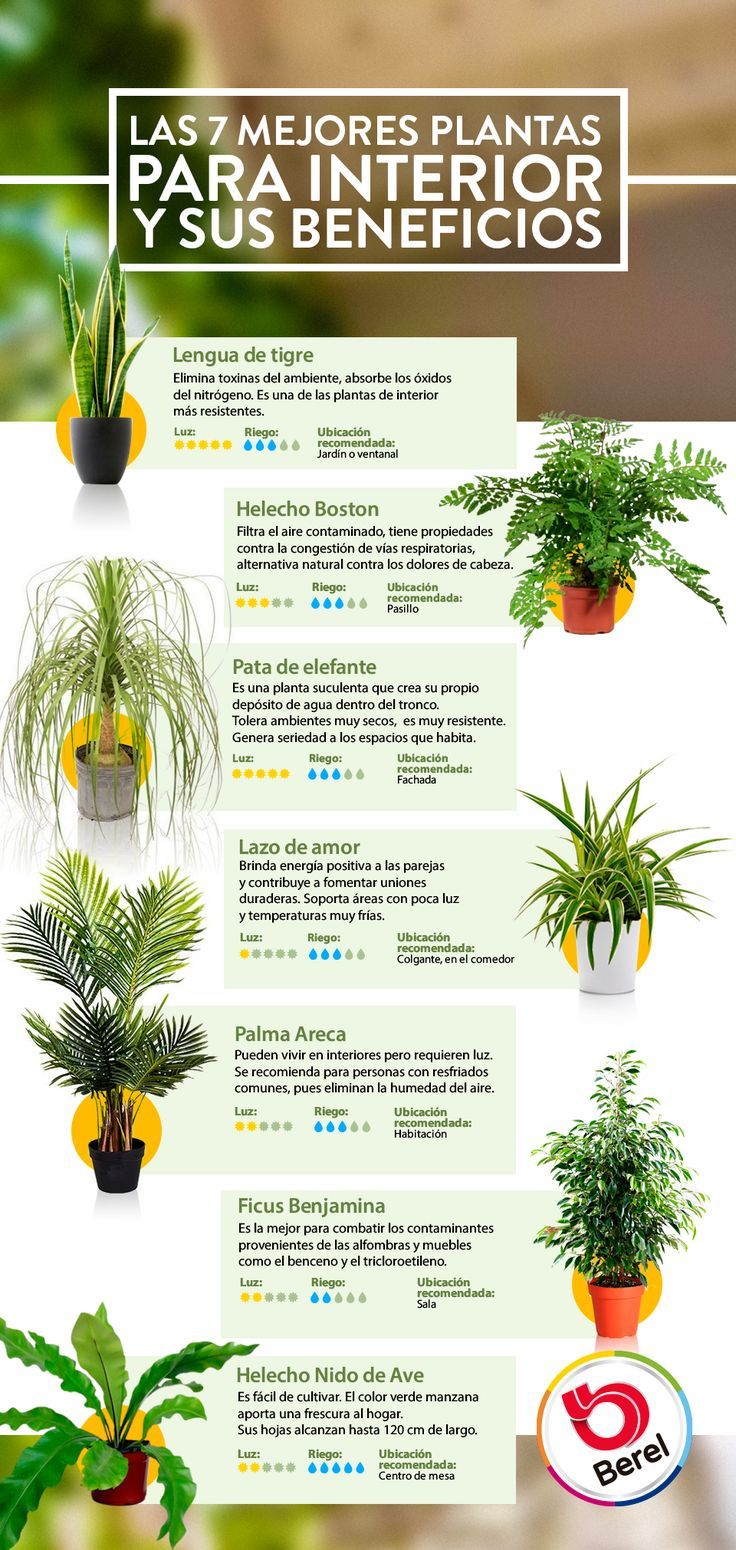 LAS 7 MEJORES PLANTAS
PARA INTERIOR
Y SUS BENEFICIOS
Lengua de tigre
Elimina toxinas del ambiente, absorbe los óxidos
del nitrógeno. Es una de las plantas de interior
más resistentes.
Luz: Riego: Ubicación
recomendada:
Jardín o ventanal
Helecho Boston
Filtra el aire contaminado, tiene propiedades
contra la congestión de vías respiratorias,
alternativa natural contra los dolores de cabeza.
Luz: Riego: Ubicación
recomendada:
Pasillo
Pata de elefante
Es una planta suculenta que crea su propio
depósito de agua dentro del tronco.
Tolera ambientes muy secos, es muy resistente.
Genera seriedad a los espacios que habita.
Luz: Riego: Ubicación
recomendada:
Fachada
Lazo de amor
Brinda energía positiva a las parejas
y contribuye a fomentar uniones
duraderas. Soporta áreas con poca luz
y temperaturas muy frías.
Luz: Riego: Ubicación
recomendada:
Colgante, en el comedor
Palma Areca
Pueden vivir en interiores pero requieren luz.
Se recomienda para personas con resfriados
comunes, pues eliminan la humedad del aire.
Luz: Riego: Ubicación
recomendada:
Habitación
Ficus Benjamina
Es la mejor para combatir los contaminantes
provenientes de las alfombras y muebles
como el benceno y el tricloroetileno.
Luz: Riego: Ubicación
recomendada:
Sala
Helecho Nido de Ave
Es fácil de cultivar. El color verde manzana
aporta una frescura al hogar.
Sus hojas alcanzan hasta 120 cm de largo.
Luz: Riego: Ubicación
recomendada:
Centro de mesa
Berel